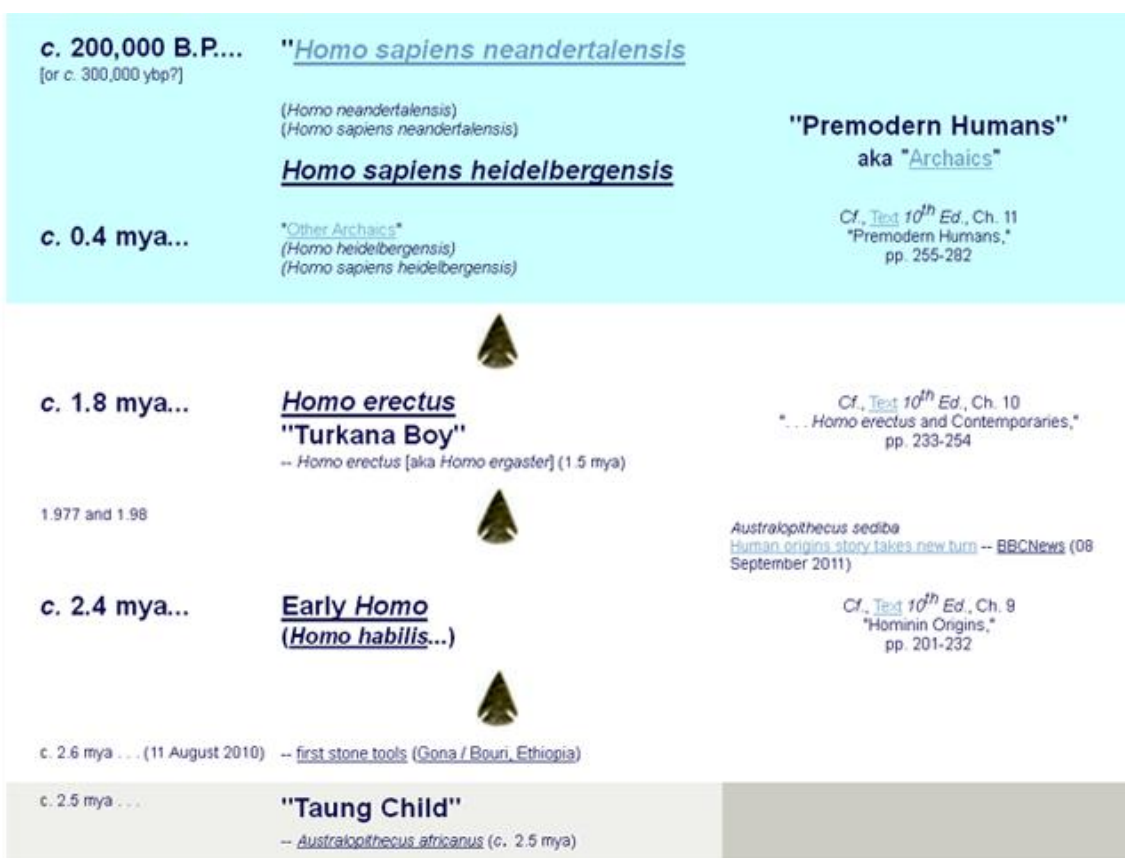 c. 200,000 B.P....
[or c. 300,000 ybp?]
"Homo sapiens neandertalensis
(Homo neandertalensis)
(Homo sapiens neandertalensis)
"Premodern Humans"
aka "Archaics"
Homo sapiens heidelbergensis
c. 0.4 mya...
"Other Archaics"
(Homo heidelbergensis)
(Homo sapiens heidelbergensis)
Cf., Text 10th Ed., Ch. 11
"Premodern Humans,"
pp. 255-282
c. 1.8 mya...
Homo erectus
"Turkana Boy"
-- Homo erectus [aka Homo ergaster] (1.5 mya)
Cf., Text 10th Ed., Ch. 10
". . . Homo erectus and Contemporaries,"
pp. 233-254
1.977 and 1.98
Australopithecus sediba
Human origins story takes new turn -- BBCNews (08
September 2011)
c. 2.4 mya...
Early Homo
(Homo habilis...)
Cf., Text 10th Ed., Ch. 9
"Hominin Origins,"
pp. 201-232
c. 2.6 mya . . . (11 August 2010)
-- first stone tools (Gona / Bouri, Ethiopia)
c. 2.5 mya . . .
"Taung Child"
-- Australopithecus africanus (c. 2.5 mya)